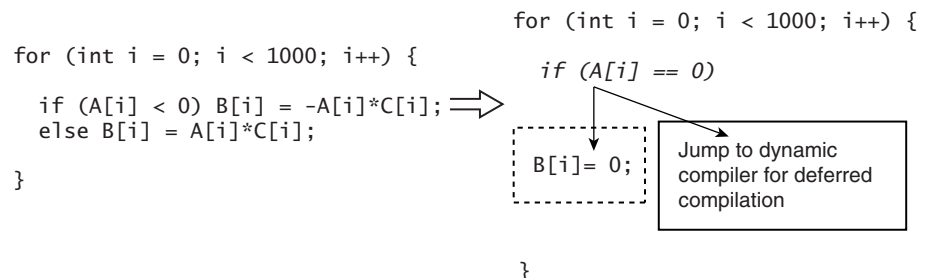 for (int i = 0; i < 1000; i++) {
if (A[i] < 0) B[i] = -A[i]*C[i];
else B[i] = A[i]*C[i];
}
for (int i = 0; i < 1000; i++) {
if (A[i] == 0)
B[i]= 0;
Jump to dynamic
compiler for deferred
compilation
}